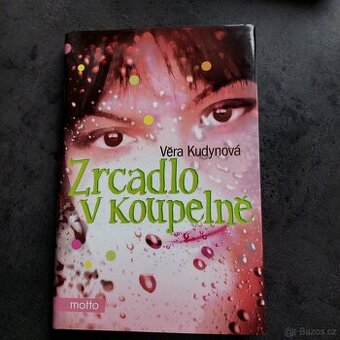 Věra Kudynová
Zrcadlo
v koupelně
motto
Bazos.cz